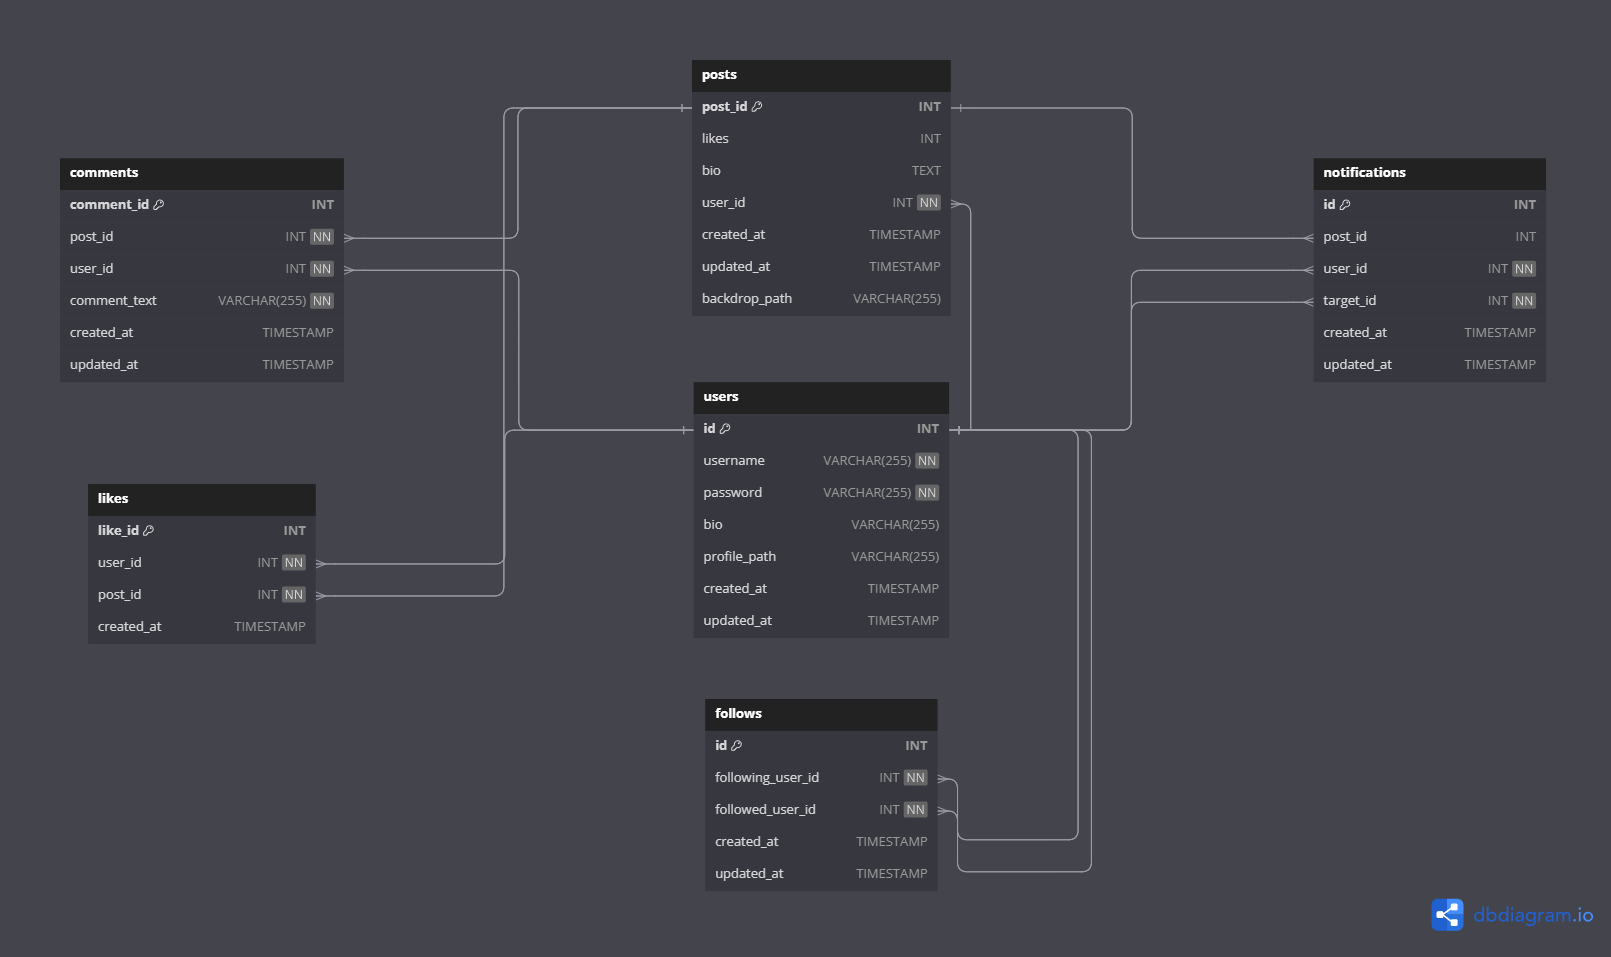 posts
post_id INT
likes INT
bio TEXT
user_id INT NN
created_at TIMESTAMP
updated_at TIMESTAMP
backdrop_path VARCHAR(255)
comments
comment_id INT
post_id INT NN
user_id INT NN
comment_text VARCHAR(255) NN
created_at TIMESTAMP
updated_at TIMESTAMP
notifications
id INT
post_id INT
user_id INT NN
target_id INT NN
created_at TIMESTAMP
updated_at TIMESTAMP
users
id INT
username VARCHAR(255) NN
password VARCHAR(255) NN
bio VARCHAR(255)
profile_path VARCHAR(255)
created_at TIMESTAMP
updated_at TIMESTAMP
likes
like_id INT
user_id INT NN
post_id INT NN
created_at TIMESTAMP
follows
id INT
following_user_id INT NN
followed_user_id INT NN
created_at TIMESTAMP
updated_at TIMESTAMP
dbdiagram.io